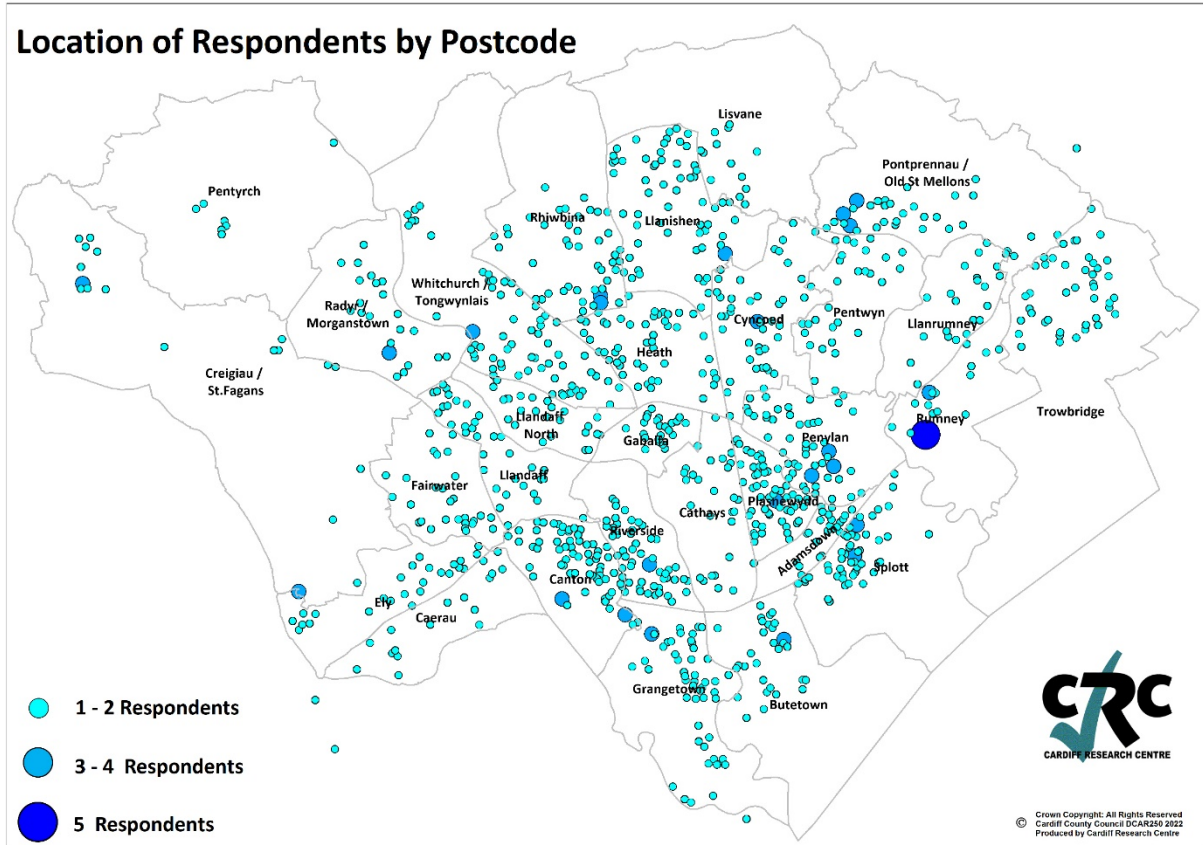 Location of Respondents by Postcode
Lisvane
Pontprennau /
Old St Mellons
Pentyrch
Rhiwbina
Llanishen
Whitchurch /
Tongwynlais
Radyr /
Morganstown
Cyncoed
Pentwyn
Llanrumney
Heath
Creigiau /
St.Fagans
Trowbridge
Rumney
Llandaff
North
Gabalfa
Penylan
Llandaff
Fairwater
Plasnewydd
Cathays
Riverside
Adamsdown
Splott
Canton
Ely
Caerau
Grangetown
Butetown
1 - 2 Respondents
3 - 4 Respondents
5 Respondents
CRC
CARDIFF RESEARCH CENTRE
© Crown Copyright: All Rights Reserved
Cardiff County Council DCAR250 2022
Produced by Cardiff Research Centre